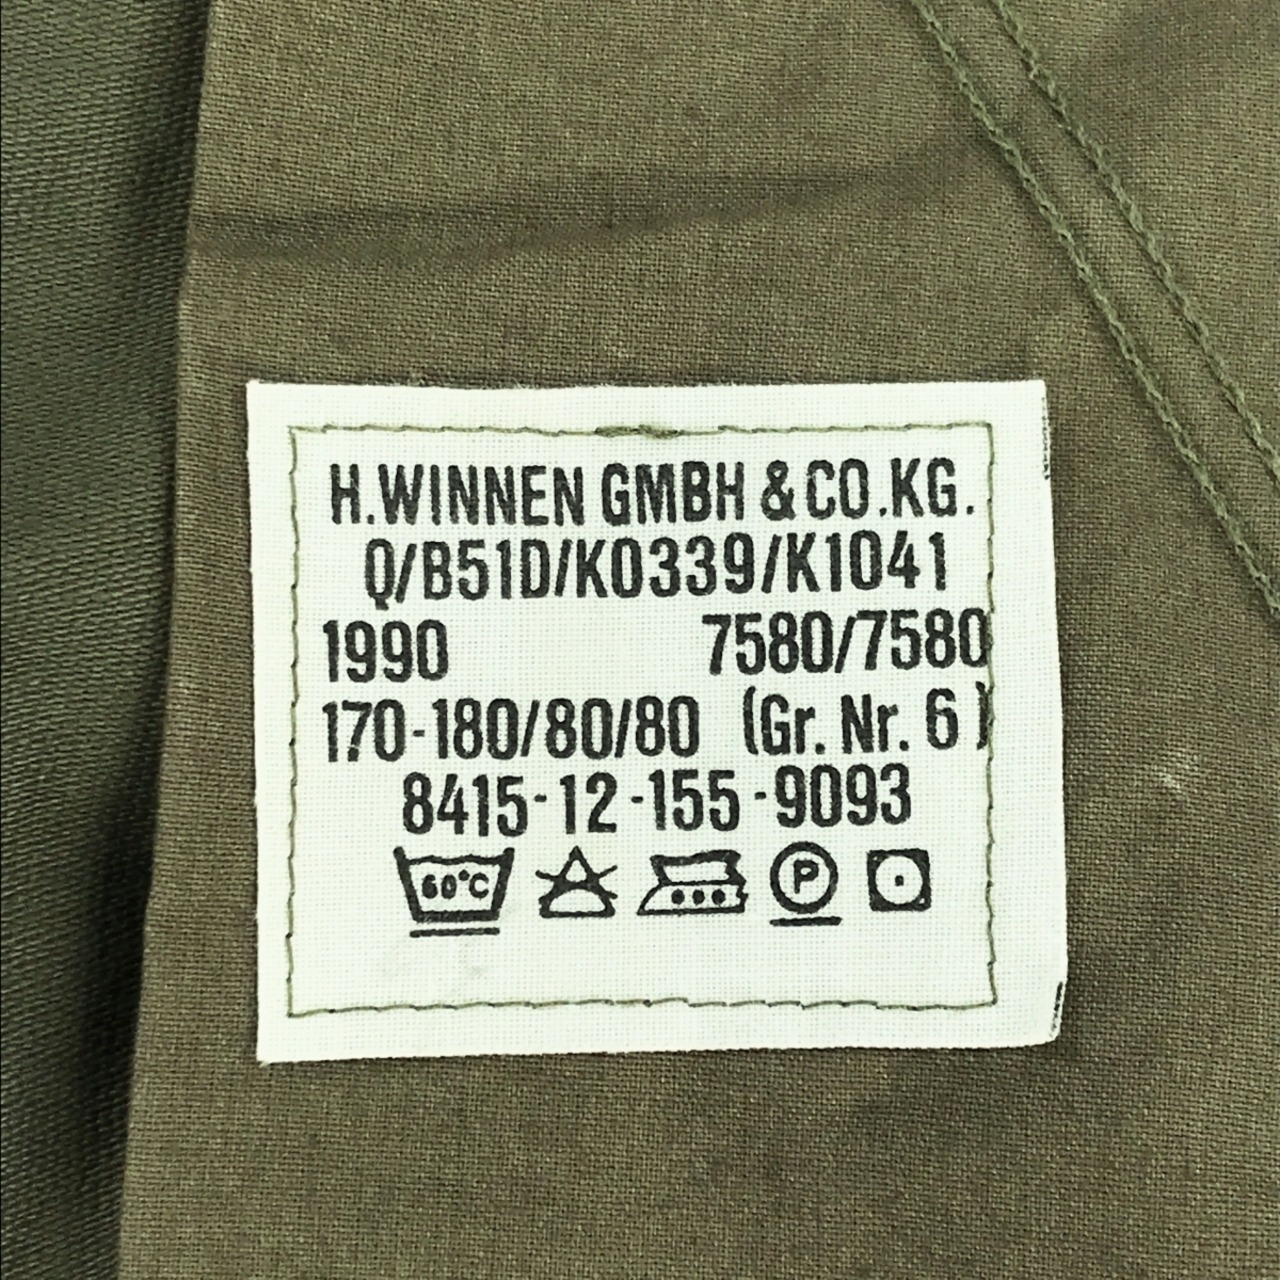 H.WINNEN GMBH & CO.KG.
Q/B51D/K0339/K1041
1990 7580/7580
170-180/80/80 (Gr. Nr. 6)
8415-12-155-9093
60°C P